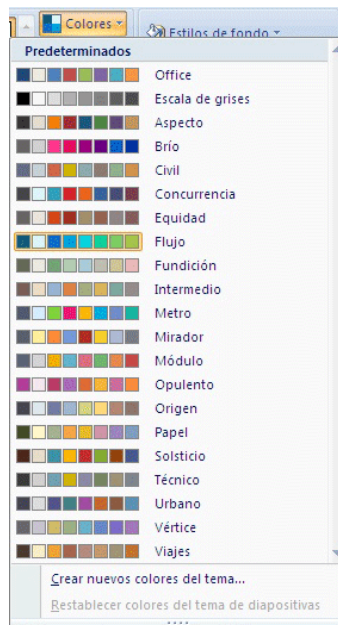 Colores
Estilos de fondo
Predeterminados
Office
Escala de grises
Aspecto
Brío
Civil
Concurrencia
Equidad
Flujo
Fundición
Intermedio
Metro
Mirador
Módulo
Opulento
Origen
Papel
Solsticio
Técnico
Urbano
Vértice
Viajes
Crear nuevos colores del tema...
Restablecer colores del tema de diapositivas